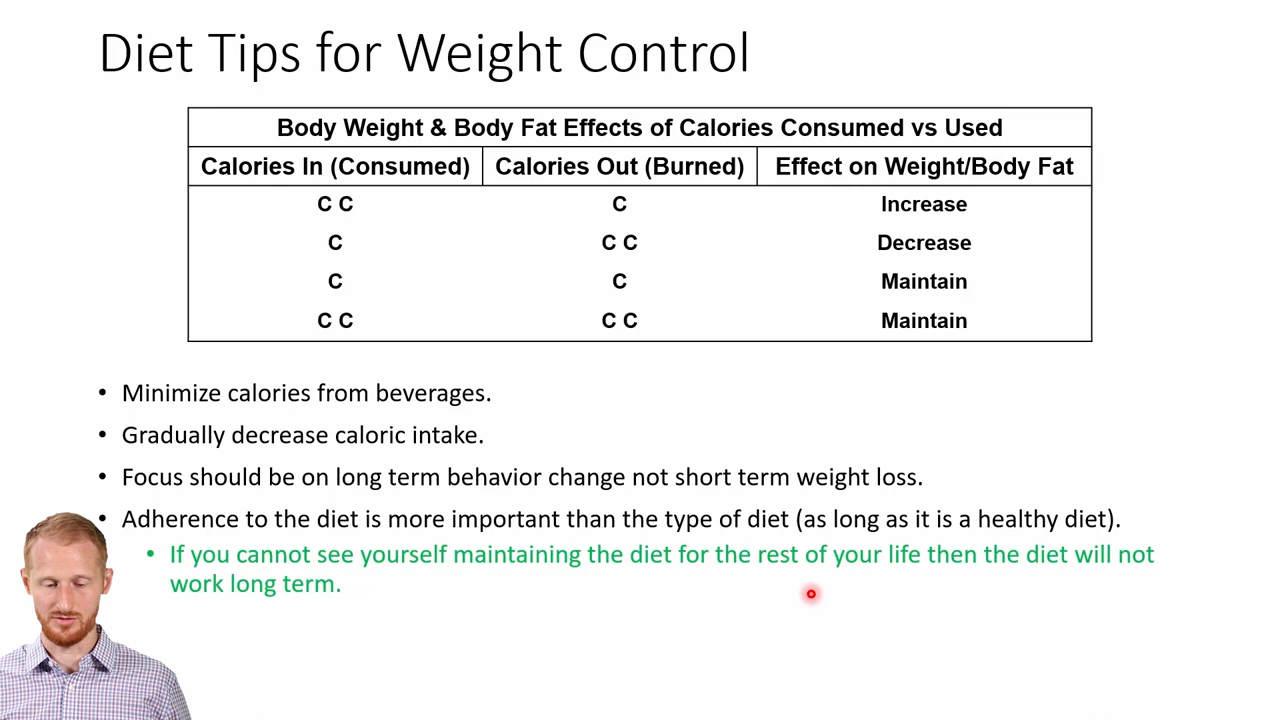 Diet Tips for Weight Control
Body Weight & Body Fat Effects of Calories Consumed vs Used
Calories In (Consumed) Calories Out (Burned) Effect on Weight/Body Fat
C C C Increase
C C C Decrease
C C Maintain
C C C C Maintain
• Minimize calories from beverages.
• Gradually decrease caloric intake.
• Focus should be on long term behavior change not short term weight loss.
• Adherence to the diet is more important than the type of diet (as long as it is a healthy diet).
• If you cannot see yourself maintaining the diet for the rest of your life then the diet will not
work long term.